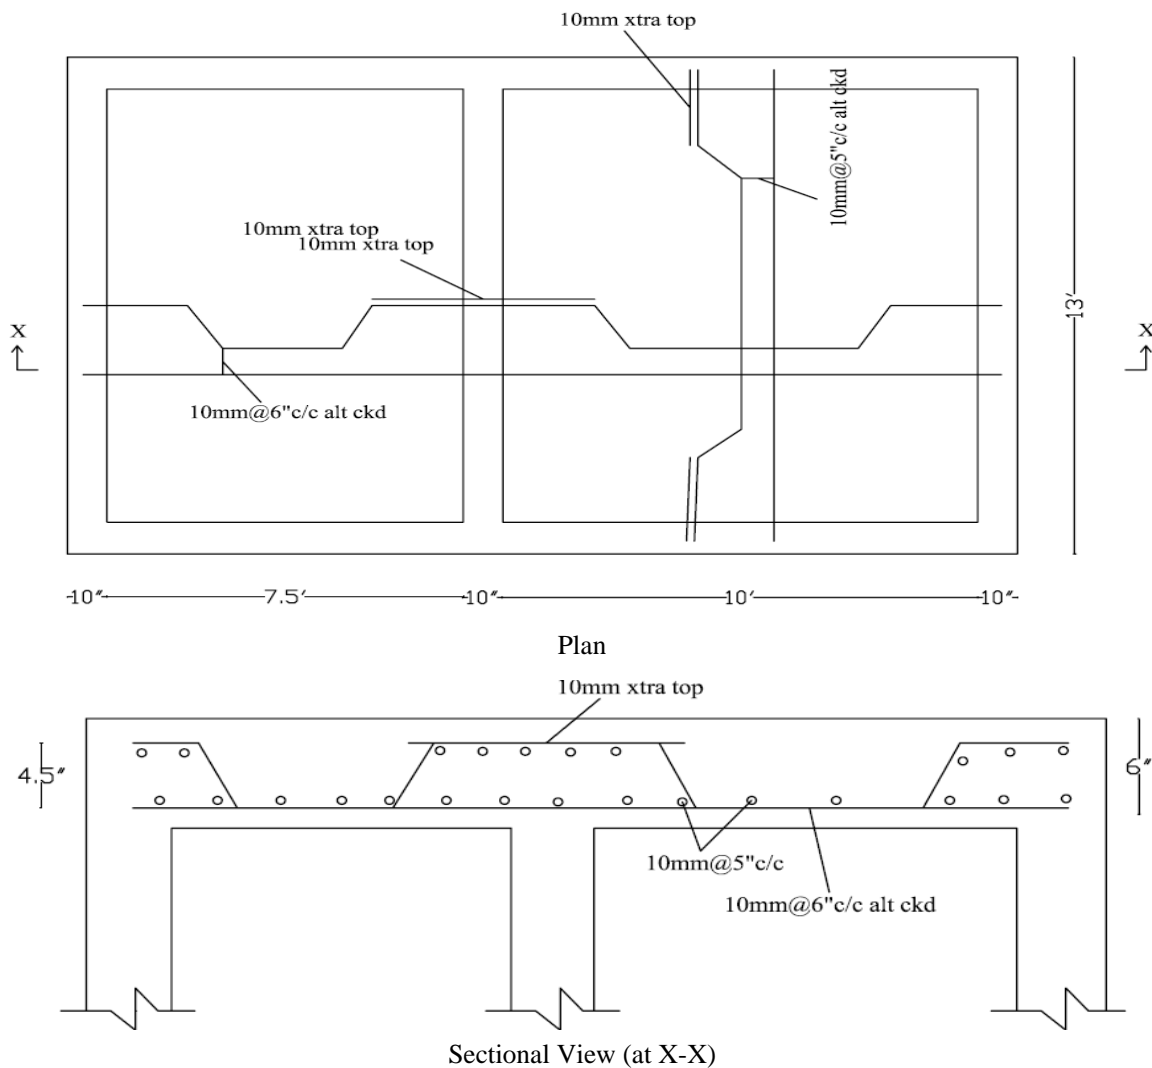 10mm xtra top
10mm@5"c/c alt ckd
10mm xtra top
10mm xtra top
13'
X
X
10mm@6"c/c alt ckd
10" 7.5' 10" 10' 10"
Plan
10mm xtra top
4.5"
6"
10mm@5"c/c
10mm@6"c/c alt ckd
Sectional View (at X-X)